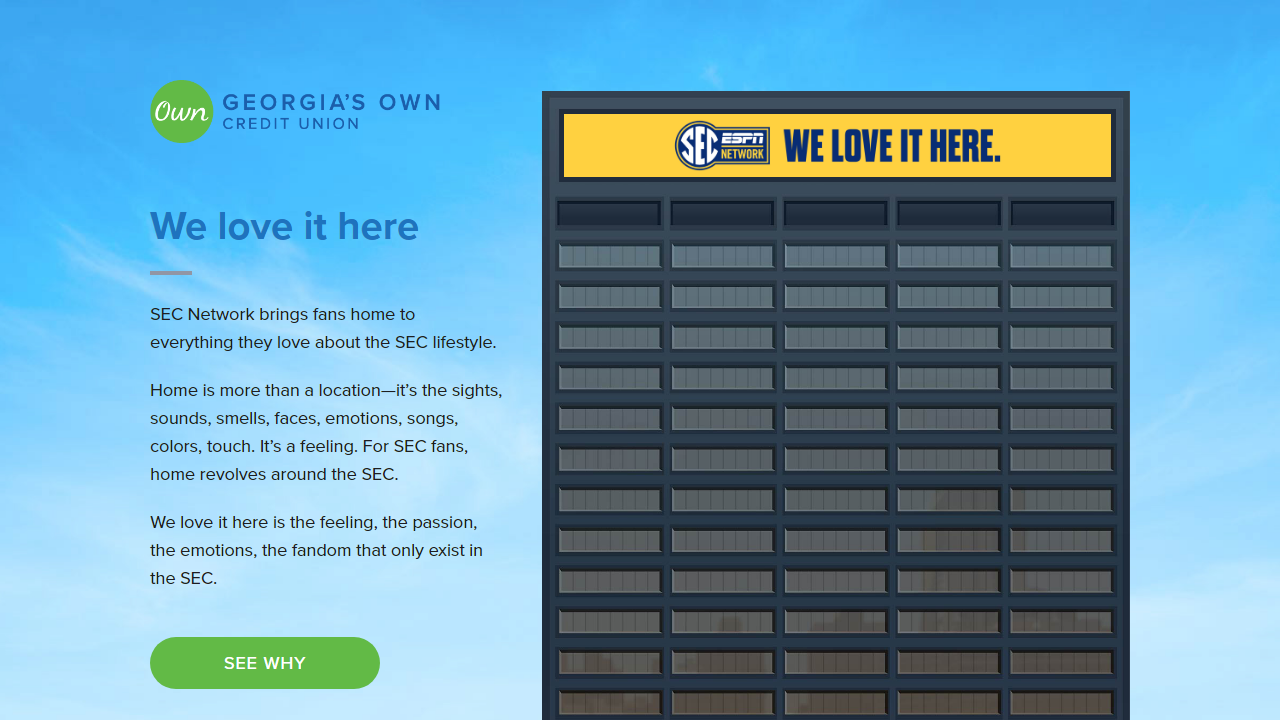 Own
GEORGIA'S OWN
CREDIT UNION
We love it here
SEC Network brings fans home to
everything they love about the SEC lifestyle.
Home is more than a location—it's the sights,
sounds, smells, faces, emotions, songs,
colors, touch. It's a feeling. For SEC fans,
home revolves around the SEC.
We love it here is the feeling, the passion,
the emotions, the fandom that only exist in
the SEC.
SEE WHY
SEC ESPN
NETWORK
WE LOVE IT HERE.